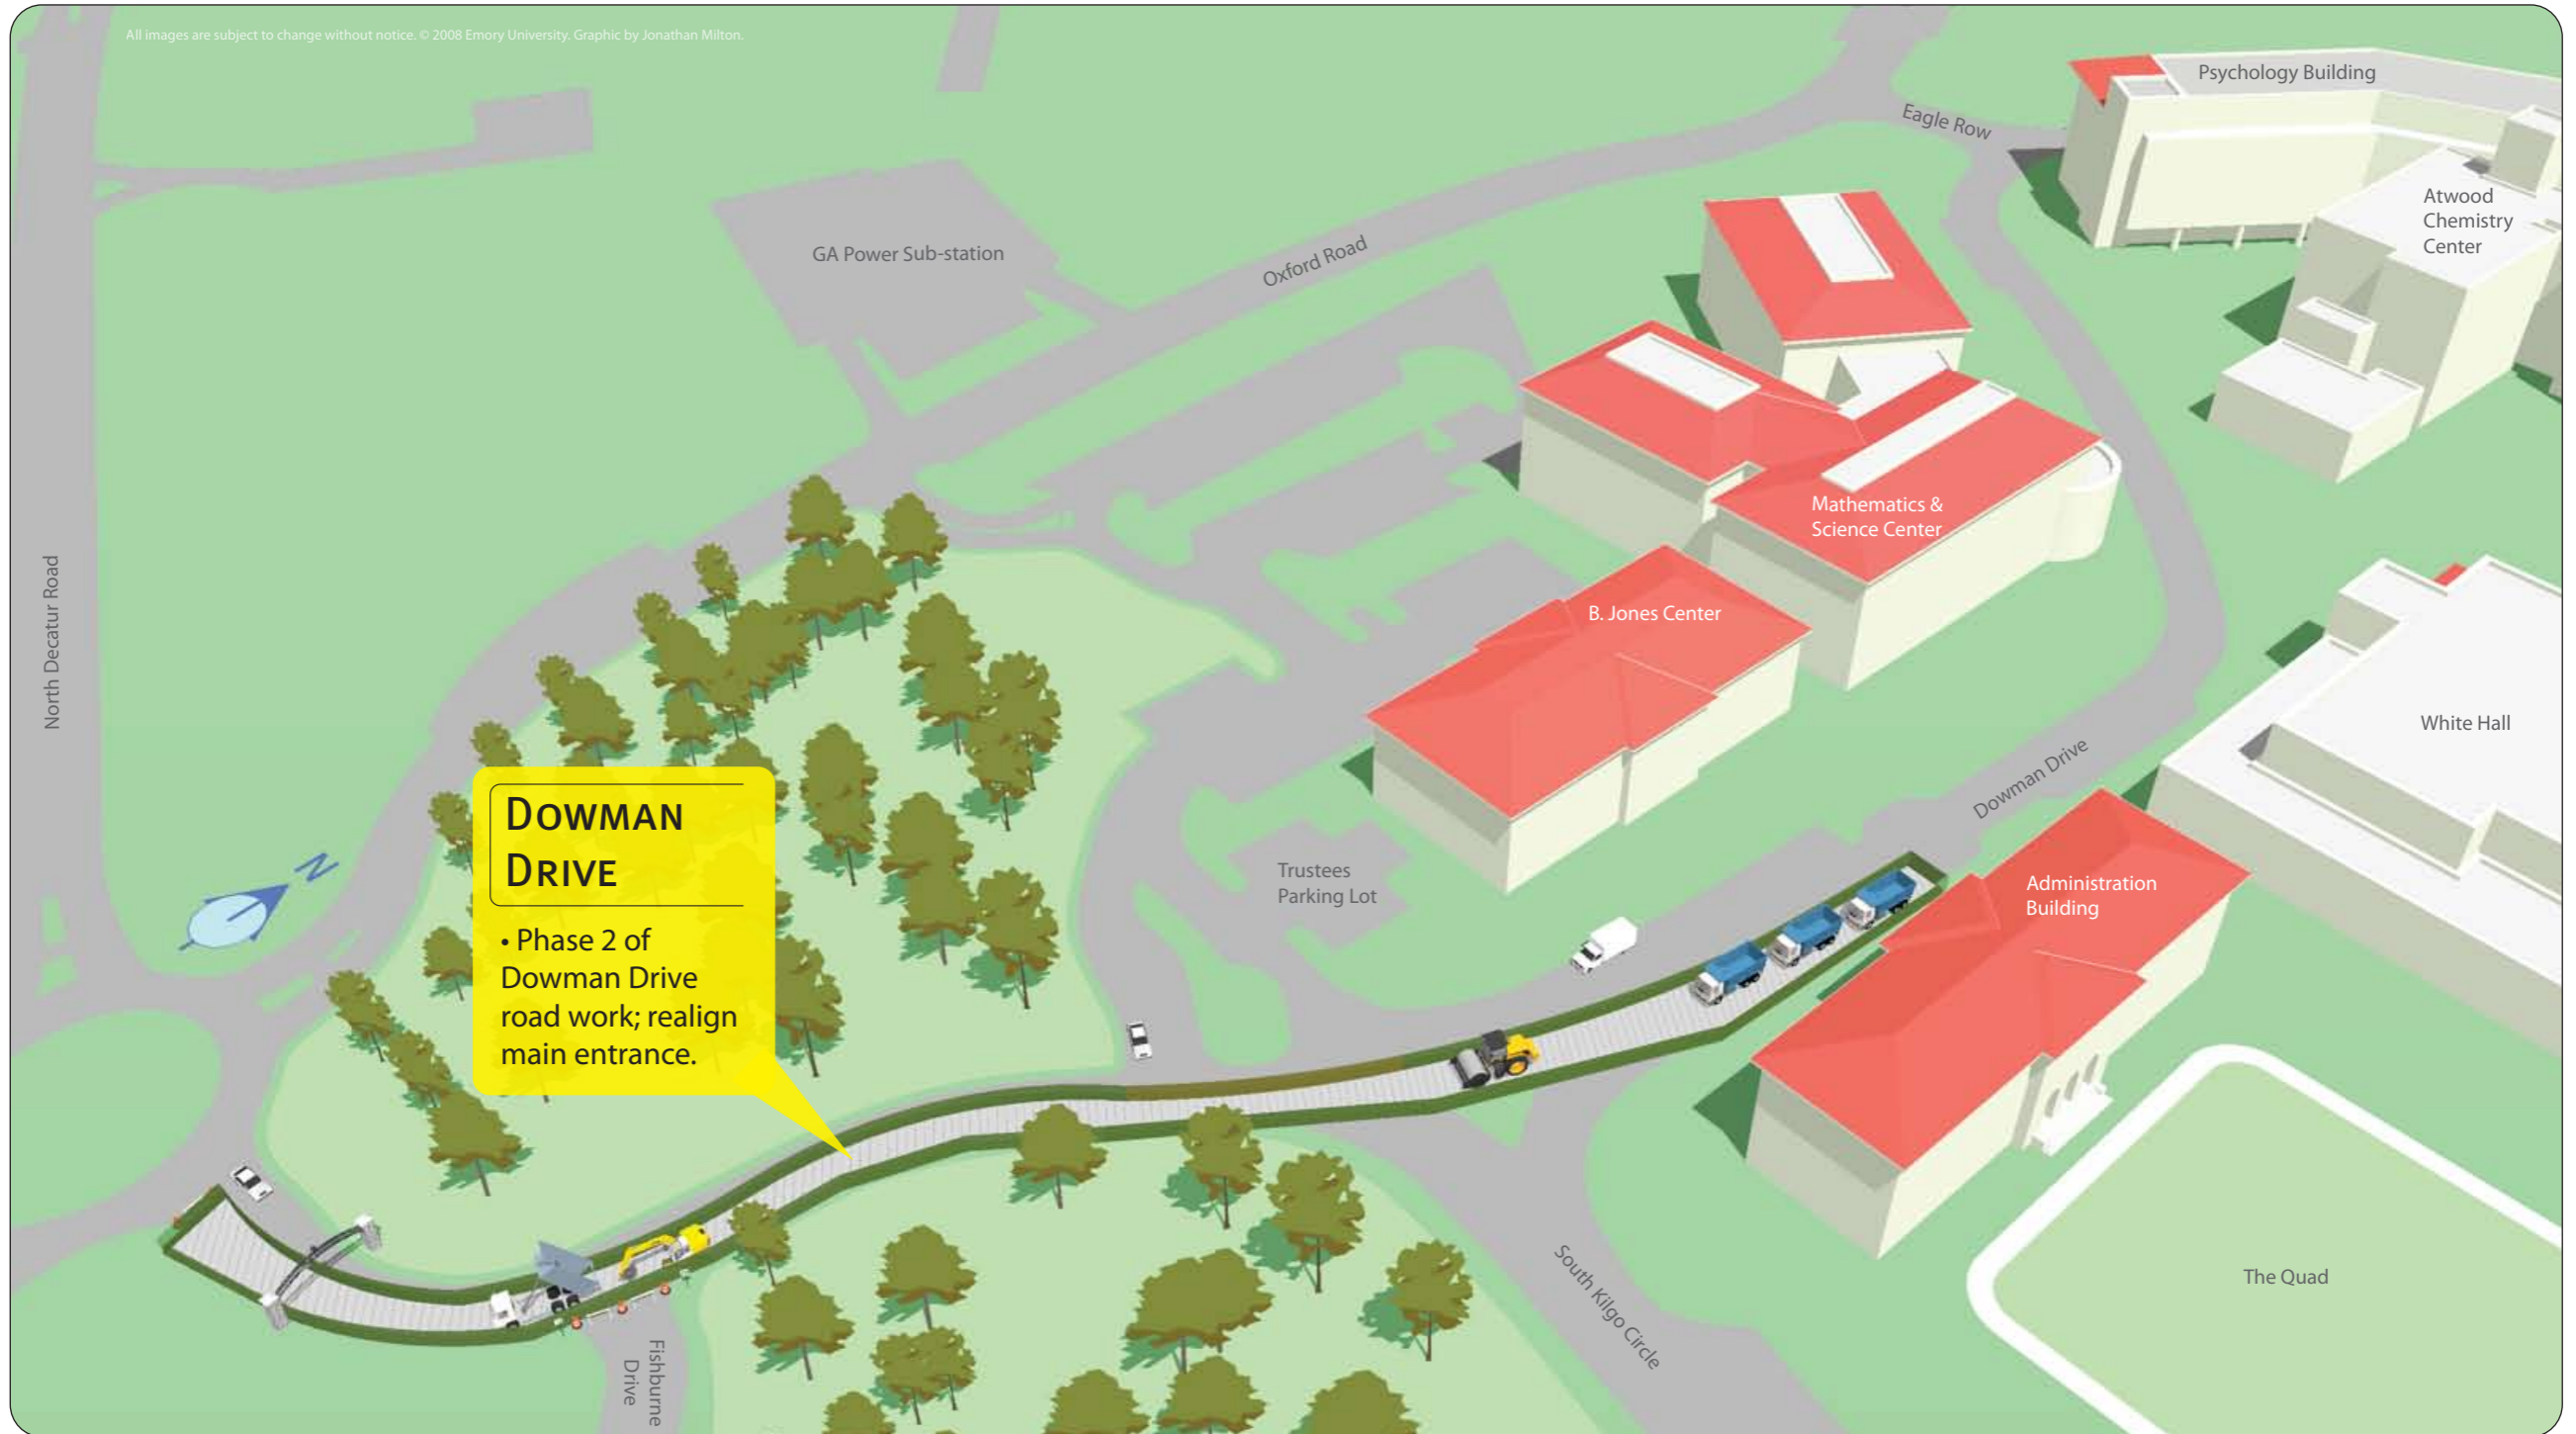 All images are subject to change without notice. © 2008 Emory University. Graphic by Jonathan Milton.
Psychology Building
Eagle Row
Atwood
Chemistry
Center
GA Power Sub-station
Oxford Road
Mathematics &
Science Center
B. Jones Center
North Decatur Road
White Hall
Dowman Drive
DOWMAN
DRIVE
• Phase 2 of
Dowman Drive
road work; realign
main entrance.
N
Trustees
Parking Lot
Administration
Building
The Quad
South Kilgo Circle
Fishburne
Drive